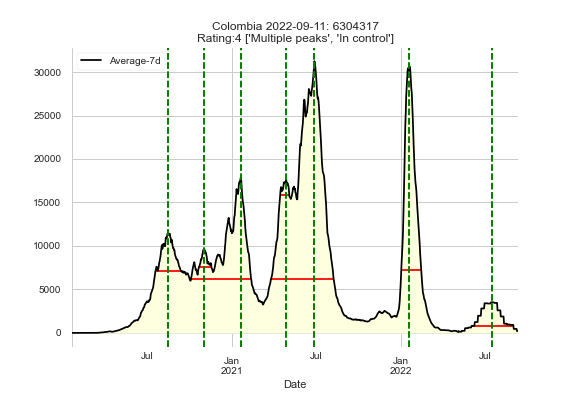 Colombia 2022-09-11: 6304317
Rating:4 ['Multiple peaks', 'In control']
Average-7d
30000
25000
20000
15000
10000
5000
0
Jul
Jan
2021
Jul
Jan
2022
Jul
Date